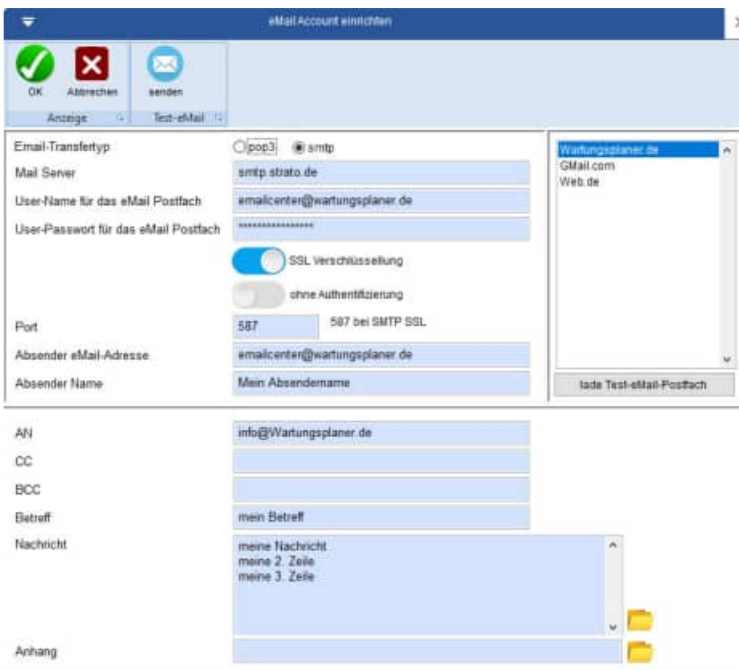 eMail Account einrichten
OK Abbrechen senden
Anzeige Test-eMail
Email-Transfertyp pop3 smtp
Mail Server smtp.strato.de
User-Name für das eMail Postfach emailcenter@wartungsplaner.de
User-Passwort für das eMail Postfach ****************
SSL Verschlüsselung
ohne Authentifizierung
Port 587 587 bei SMTP SSL
Absender eMail-Adresse emailcenter@wartungsplaner.de
Absender Name Mein Absendername
Wartungsplaner.de
GMail.com
Web.de
lade Test-eMail-Postfach
AN info@Wartungsplaner.de
CC
BCC
Betreff mein Betreff
Nachricht meine Nachricht
meine 2. Zeile
meine 3. Zeile
Anhang